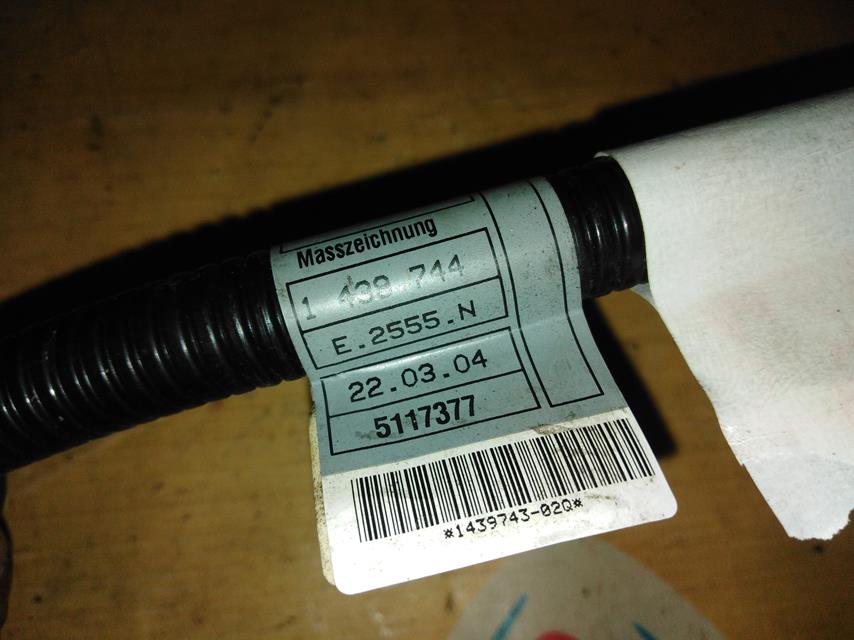 Masszeichnung
1 439 744
E.2555.N
22.03.04
5117377
*1439743-02Q*